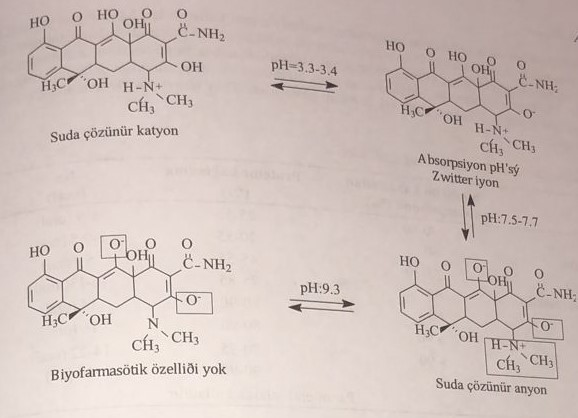 HO O HO O OH O
C-NH₂
OH
H₃C OH H-N+
CH₃ CH₃
Suda çözünür katyon
pH=3.3-3.4
HO O HO OH O O
C-NH₂
O⁻
H₃C OH
H-N+
CH₃ CH₃
Absorpsiyon pH'sý
Zwitter iyon
pH:7.5-7.7
HO O O⁻ OH O O
C-NH₂
O⁻
H₃C OH N
CH₃ CH₃
Biyofarmasötik özelliði yok
pH:9.3
HO O O⁻ OH O O
C-NH₂
O⁻
H₃C OH
H-N+
CH₃ CH₃
Suda çözünür anyon